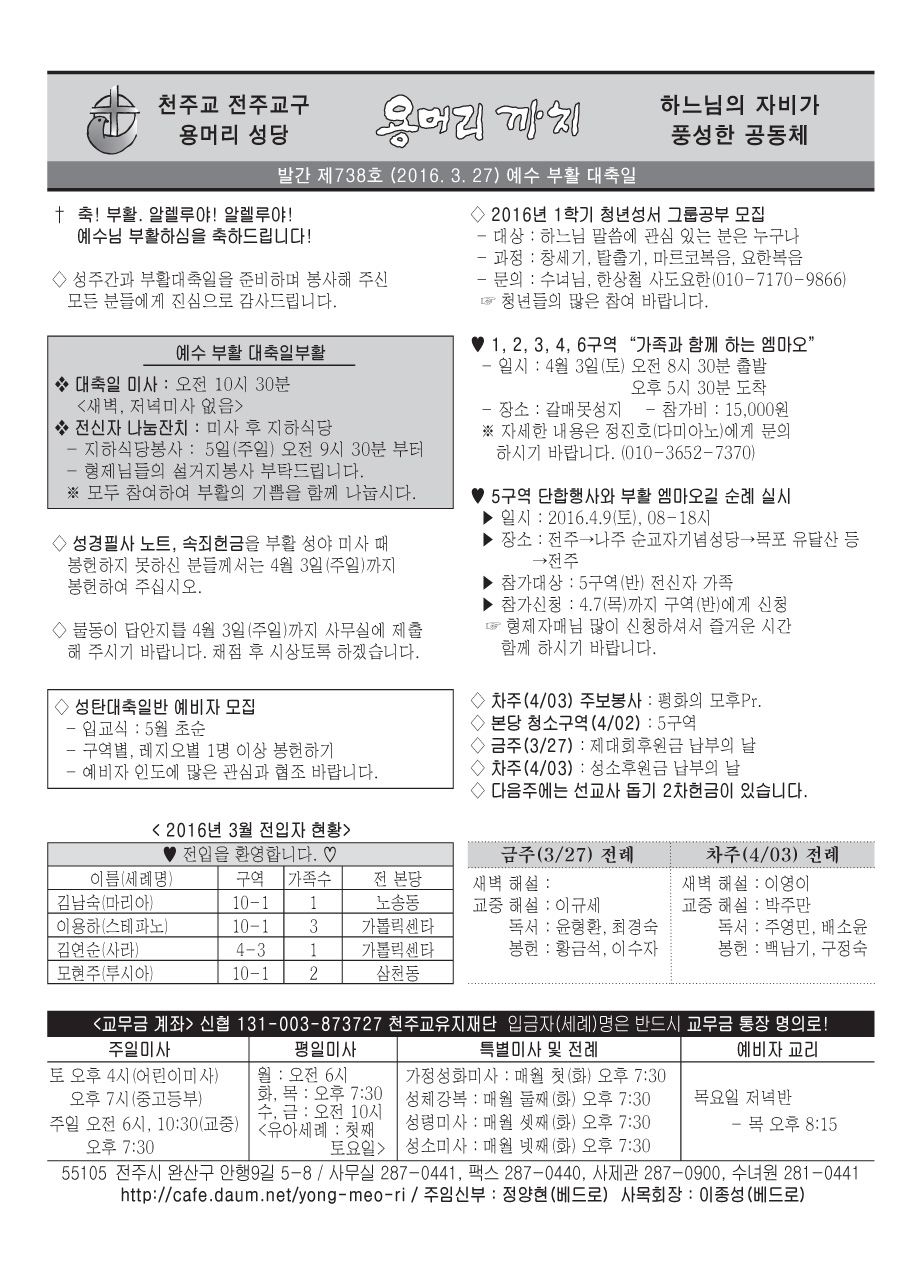 천주교 전주교구
용머리 성당
용머리 까치
하느님의 자비가
풍성한 공동체
발간 제738호 (2016. 3. 27) 예수 부활 대축일
† 축! 부활. 알렐루야! 알렐루야!
예수님 부활하심을 축하드립니다!
◇ 성주간과 부활대축일을 준비하며 봉사해 주신
모든 분들에게 진심으로 감사드립니다.
예수 부활 대축일부활
❖ 대축일 미사 : 오전 10시 30분
<새벽, 저녁미사 없음>
❖ 전신자 나눔잔치 : 미사 후 지하식당
- 지하식당봉사 : 5일(주일) 오전 9시 30분 부터
- 형제님들의 설거지봉사 부탁드립니다.
※ 모두 참여하여 부활의 기쁨을 함께 나눕시다.
◇ 성경필사 노트, 속죄헌금을 부활 성야 미사 때
봉헌하지 못하신 분들께서는 4월 3일(주일)까지
봉헌하여 주십시오.
◇ 물동이 답안지를 4월 3일(주일)까지 사무실에 제출
해 주시기 바랍니다. 채점 후 시상토록 하겠습니다.
◇ 성탄대축일반 예비자 모집
- 입교식 : 5월 초순
- 구역별, 레지오별 1명 이상 봉헌하기
- 예비자 인도에 많은 관심과 협조 바랍니다.
< 2016년 3월 전입자 현황>
♥ 전입을 환영합니다. ♡
이름(세례명) 구역 가족수 전 본당
김남숙(마리아) 10-1 1 노송동
이용하(스테파노) 10-1 3 가톨릭센타
김연순(사라) 4-3 1 가톨릭센타
모현주(루시아) 10-1 2 삼천동
◇ 2016년 1학기 청년성서 그룹공부 모집
- 대상 : 하느님 말씀에 관심 있는 분은 누구나
- 과정 : 창세기, 탈출기, 마르코복음, 요한복음
- 문의 : 수녀님, 한상철 사도요한(010-7170-9866)
☞ 청년들의 많은 참여 바랍니다.
♥ 1, 2, 3, 4, 6구역 “가족과 함께 하는 엠마오”
- 일시 : 4월 3일(토) 오전 8시 30분 출발
오후 5시 30분 도착
- 장소 : 갈매못성지 - 참가비 : 15,000원
※ 자세한 내용은 정진호(다미아노)에게 문의
하시기 바랍니다. (010-3652-7370)
♥ 5구역 단합행사와 부활 엠마오길 순례 실시
▶ 일시 : 2016.4.9(토), 08-18시
▶ 장소 : 전주→나주 순교자기념성당→목포 유달산 등
→전주
▶ 참가대상 : 5구역(반) 전신자 가족
▶ 참가신청 : 4.7(목)까지 구역(반)에게 신청
☞ 형제자매님 많이 신청하셔서 즐거운 시간
함께 하시기 바랍니다.
◇ 차주(4/03) 주보봉사 : 평화의 모후Pr.
◇ 본당 청소구역(4/02) : 5구역
◇ 금주(3/27) : 제대회후원금 납부의 날
◇ 차주(4/03) : 성소후원금 납부의 날
◇ 다음주에는 선교사 돕기 2차헌금이 있습니다.
금주(3/27) 전례 차주(4/03) 전례
새벽 해설 : 새벽 해설 : 이영이
교중 해설 : 이규세 교중 해설 : 박주만
독서 : 윤형환, 최경숙 독서 : 주영민, 배소윤
봉헌 : 황금석, 이수자 봉헌 : 백남기, 구정숙
<교무금 계좌> 신협 131-003-873727 천주교유지재단 입금자(세례)명은 반드시 교무금 통장 명의로!
주일미사 평일미사 특별미사 및 전례 예비자 교리
토 오후 4시(어린이미사)
오후 7시(중고등부)
주일 오전 6시, 10:30(교중)
오후 7:30
월 : 오전 6시
화, 목 : 오후 7:30
수, 금 : 오전 10시
<유아세례 : 첫째
토요일>
가정성화미사 : 매월 첫(화) 오후 7:30
성체강복 : 매월 둘째(화) 오후 7:30
성령미사 : 매월 셋째(화) 오후 7:30
성소미사 : 매월 넷째(화) 오후 7:30
목요일 저녁반
- 목 오후 8:15
55105 전주시 완산구 안행9길 5-8 / 사무실 287-0441, 팩스 287-0440, 사제관 287-0900, 수녀원 281-0441
http://cafe.daum.net/yong-meo-ri / 주임신부 : 정양현(베드로) 사목회장 : 이종성(베드로)